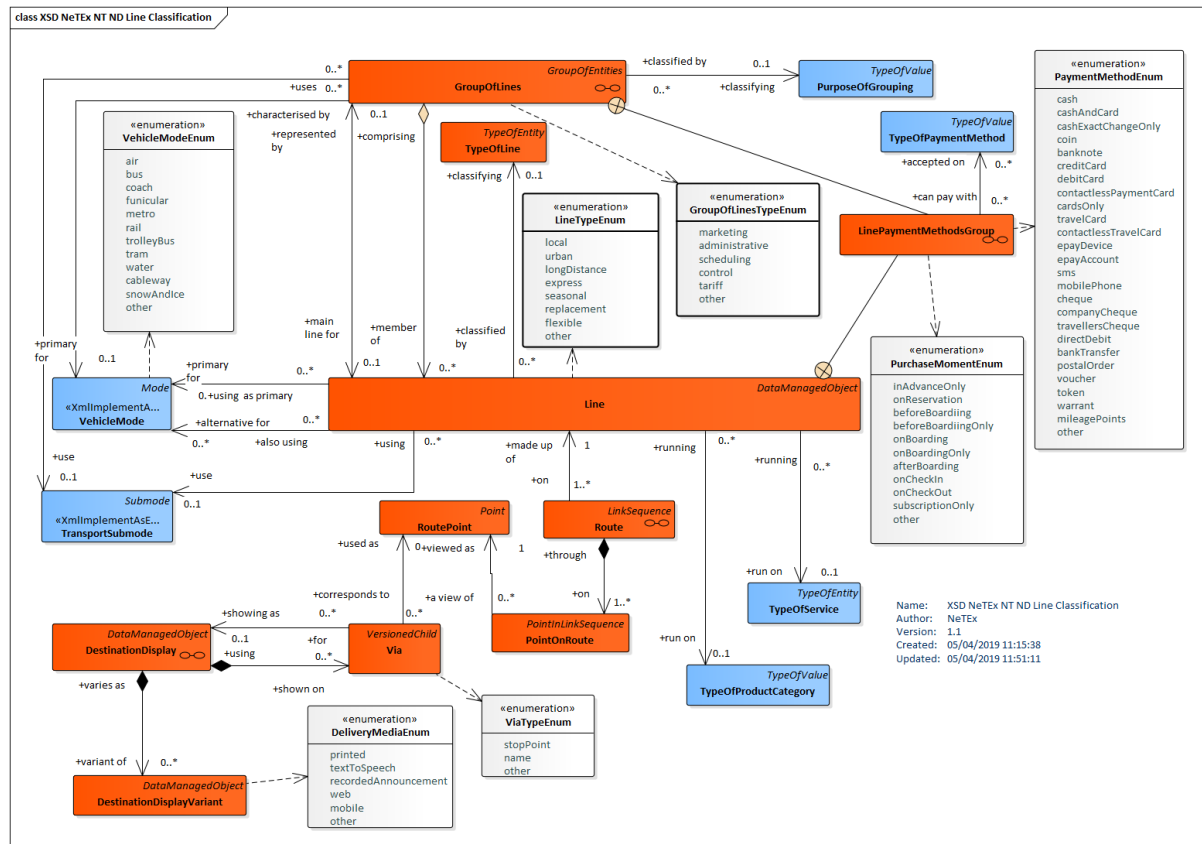 class XSD NeTEx NT ND Line Classification
GroupOfEntities
GroupOfLines
+classified by
0..1
0..*
+classifying
TypeOfValue
PurposeOfGrouping
«enumeration»
PaymentMethodEnum
cash
cashAndCard
cashExactChangeOnly
coin
banknote
creditCard
debitCard
contactlessPaymentCard
cardsOnly
travelCard
contactlessTravelCard
epayDevice
epayAccount
sms
mobilePhone
cheque
companyCheque
travellersCheque
directDebit
bankTransfer
postalOrder
voucher
token
warrant
mileagePoints
other
0..*
+uses
0..*
+characterised by
0..1
+represented
by
+comprising
«enumeration»
VehicleModeEnum
air
bus
coach
funicular
metro
rail
trolleyBus
tram
water
cableway
snowAndIce
other
TypeOfEntity
TypeOfLine
+classifying
0..1
TypeOfValue
TypeOfPaymentMethod
+accepted on
0..*
+can pay with
0..*
LinePaymentMethodsGroup
«enumeration»
LineTypeEnum
local
urban
longDistance
express
seasonal
replacement
flexible
other
«enumeration»
GroupOfLinesTypeEnum
marketing
administrative
scheduling
control
tariff
other
+primary
for
0..1
+main
line for
0..1
+member
of
0..*
+classified
by
0..*
«enumeration»
PurchaseMomentEnum
inAdvanceOnly
onReservation
beforeBoardiing
beforeBoardiingOnly
onBoarding
onBoardingOnly
afterBoarding
onCheckIn
onCheckOut
subscriptionOnly
other
Mode
«XmlImplementA...
VehicleMode
+primary
for
0..*
0.
+using as primary
+alternative for
0..*
0..*
+also using
DataManagedObject
Line
+using
0..*
+made up
of
1
+running
0..*
+running
0..*
+use
0..1
+use
0..1
Submode
«XmlImplementAsE...
TransportSubmode
+on
1..*
Point
RoutePoint
LinkSequence
Route
+used as
0
+viewed as
1
+through
+corresponds to
0..*
0..*
+a view of
0..*
+on
1..*
PointinLinkSequence
PointOnRoute
+run on
0..1
TypeOfEntity
TypeOfService
+run on
0..1
TypeOfValue
TypeOfProductCategory
Name: XSD NeTEx NT ND Line Classification
Author: NeTEx
Version: 1.1
Created: 05/04/2019 11:15:38
Updated: 05/04/2019 11:51:11
DataManagedObject
DestinationDisplay
+showing as
0..1
+using
+for
0..*
+shown on
VersionedChild
Via
+varies as
+variant of
0..*
DataManagedObject
DestinationDisplayVariant
«enumeration»
DeliveryMediaEnum
printed
textToSpeech
recordedAnnouncement
web
mobile
other
«enumeration»
ViaTypeEnum
stopPoint
name
other